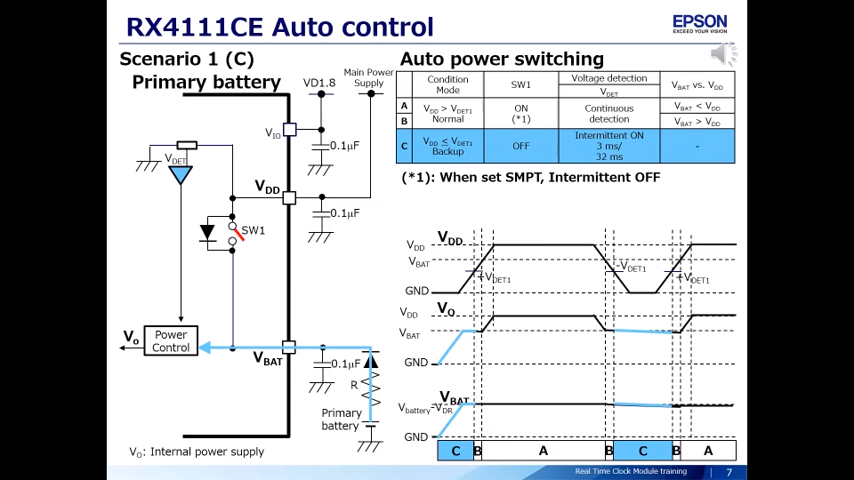 RX4111CE Auto control
EPSON
EXCEED YOUR VISION
Scenario 1 (C)
Primary battery
VD1.8
Main Power
Supply
VIO
0.1μF
VDET
VDD
0.1μF
SW1
Vo
Power
Control
VBAT
0.1μF
R
Primary
battery
VO: Internal power supply
Auto power switching
Condition
Mode
SW1
Voltage detection
VDET
VBAT vs. VDD
A
B
VDD > VDET1
Normal
ON
(*1)
Continuous
detection
VBAT < VDD
VBAT > VDD
C
VDD ≤ VDET1
Backup
OFF
Intermittent ON
3 ms/
32 ms
-
(*1): When set SMPT, Intermittent OFF
VDD
VDD
VBAT
+VDET1
-VDET1
+VDET1
GND
VDD
VO
VBAT
GND
VBAT
Vbattery-VDR
GND
C B A B C B A
Real Time Clock Module training
7